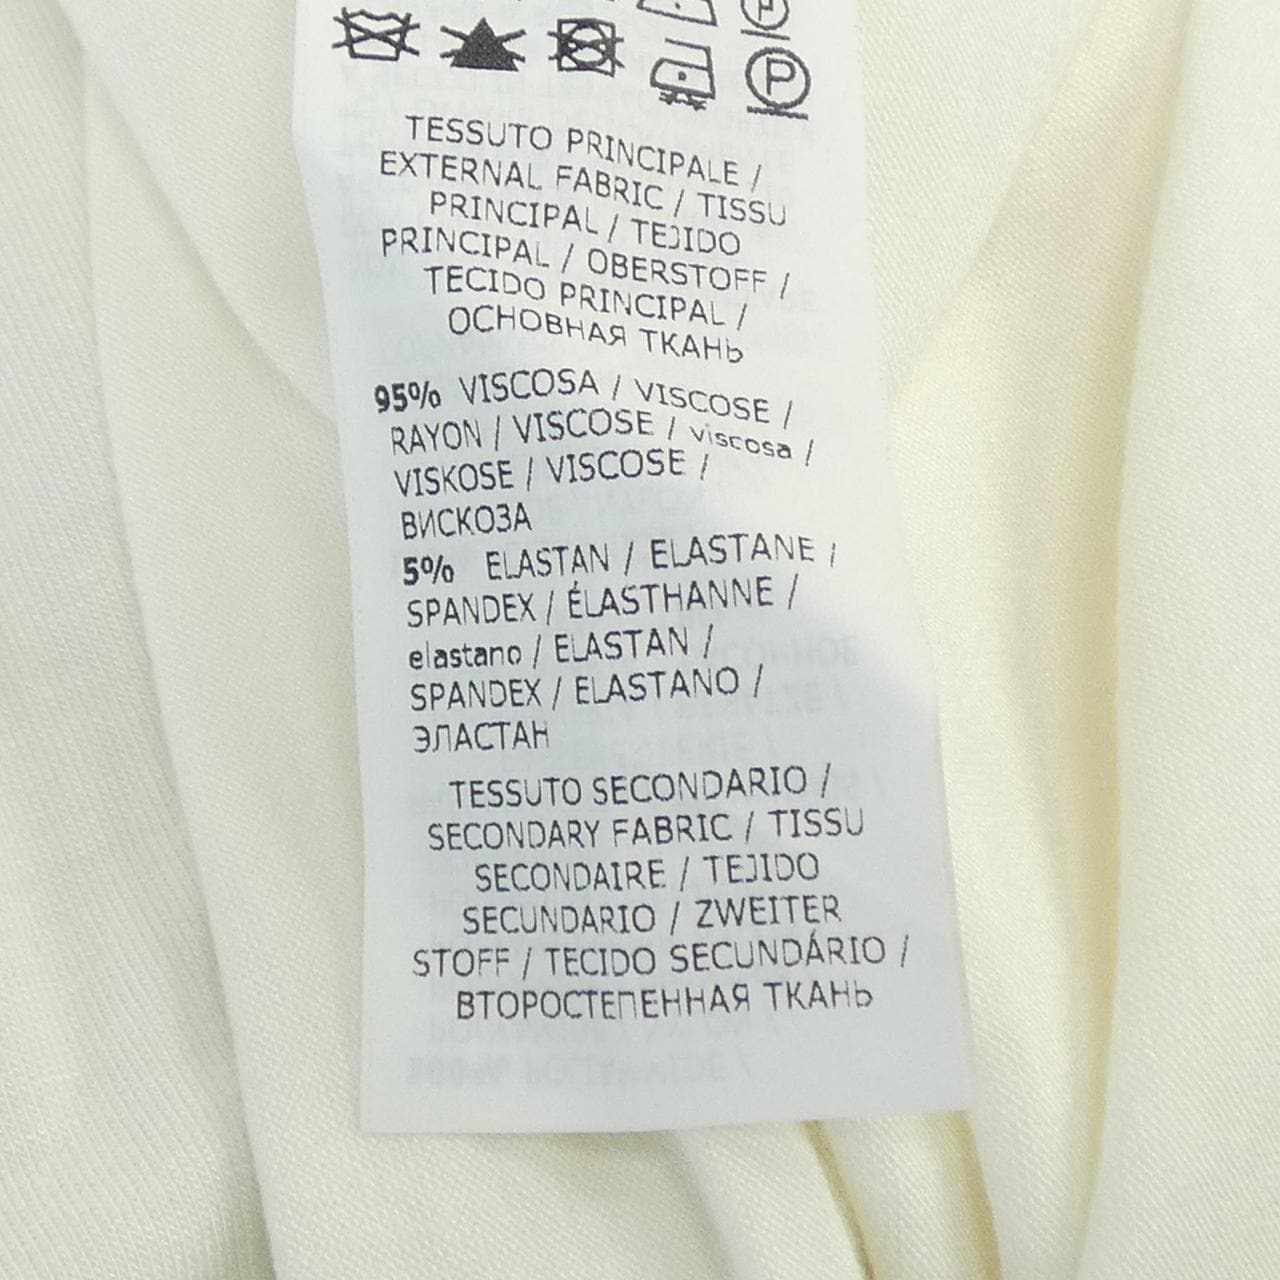 P
P
TESSUTO PRINCIPALE /
EXTERNAL FABRIC / TISSU
PRINCIPAL / TEJIDO
PRINCIPAL / OBERSTOFF /
TECIDO PRINCIPAL /
ОСНОВНАЯ ТКАНЬ
95% VISCOSA / VISCOSE /
RAYON / VISCOSE / viscosa /
VISKOSE / VISCOSE /
ВИСКОЗА
5% ELASTAN / ELASTANE /
SPANDEX / ÉLASTHANNE /
elastano / ELASTAN /
SPANDEX / ELASTANO /
ЭЛАСТАН
TESSUTO SECONDARIO /
SECONDARY FABRIC / TISSU
SECONDAIRE / TEJIDO
SECUNDARIO / ZWEITER
STOFF / TECIDO SECUNDÁRIO /
ВТОРОСТЕПЕННАЯ ТКАНЬ